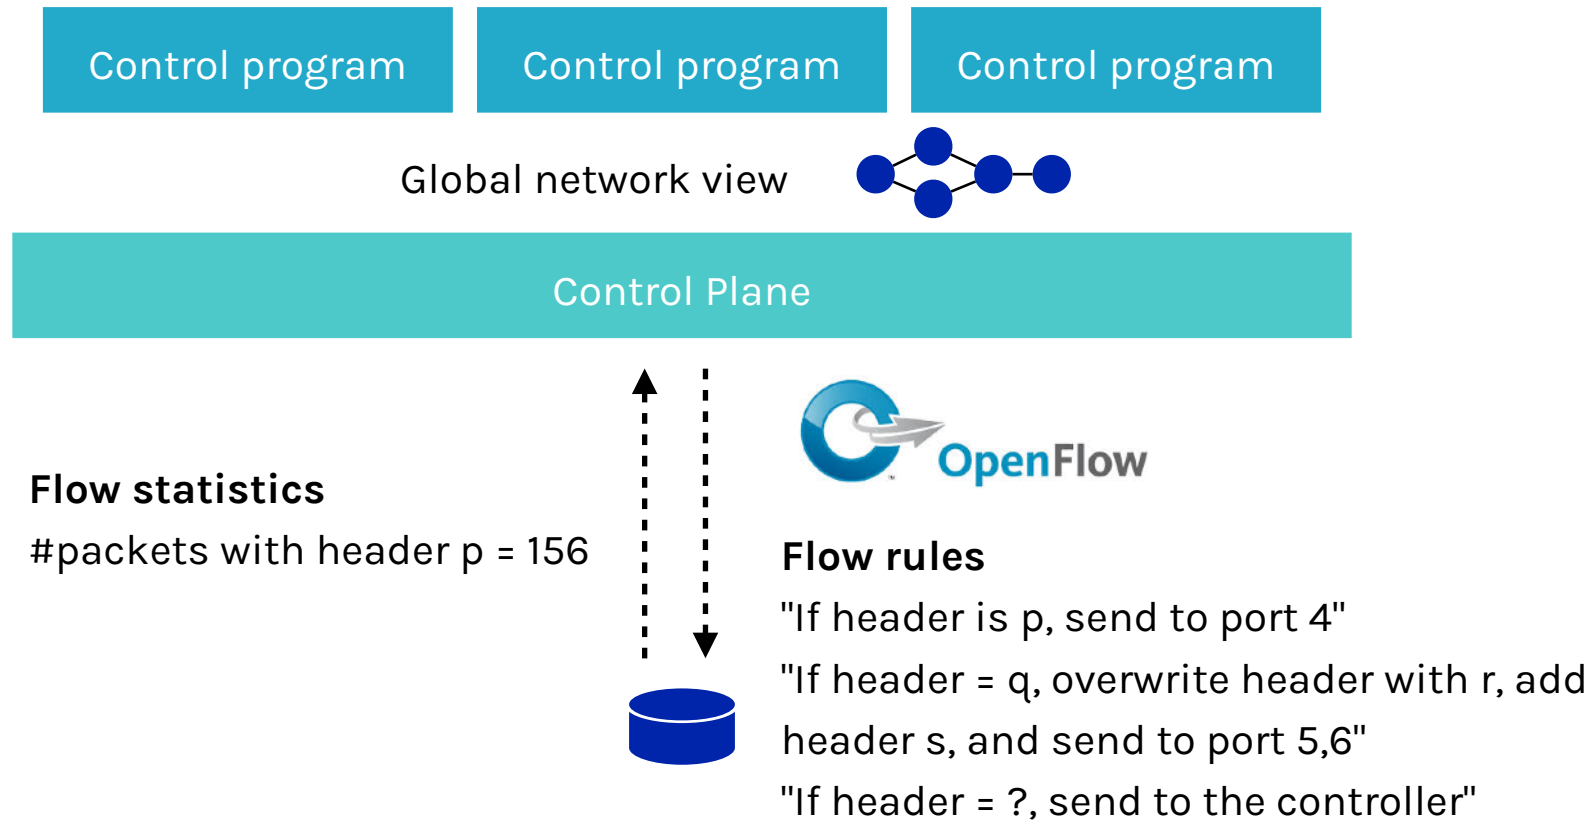 Control program
Control program
Control program
Global network view
Control Plane
OpenFlow
Flow statistics
#packets with header p = 156
Flow rules
"If header is p, send to port 4"
"If header = q, overwrite header with r, add
header s, and send to port 5,6"
"If header = ?, send to the controller"